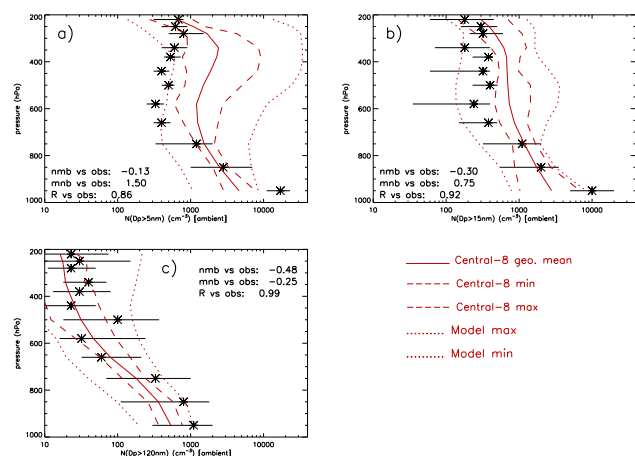 a)
pressure (hPa)
200
400
600
800
1000
nmb vs obs: -0.13
mnb vs obs: 1.50
R vs obs: 0.86
10 100 1000 10000
N(Dp>5nm) (cm⁻³) [ambient]
b)
pressure (hPa)
200
400
600
800
1000
nmb vs obs: -0.30
mnb vs obs: 0.75
R vs obs: 0.92
10 100 1000 10000
N(Dp>15nm) (cm⁻³) [ambient]
c)
pressure (hPa)
200
400
600
800
1000
nmb vs obs: -0.48
mnb vs obs: -0.25
R vs obs: 0.99
10 100 1000 10000
N(Dp>120nm) (cm⁻³) [ambient]
Central-8 geo. mean
Central-8 min
Central-8 max
Model max
Model min